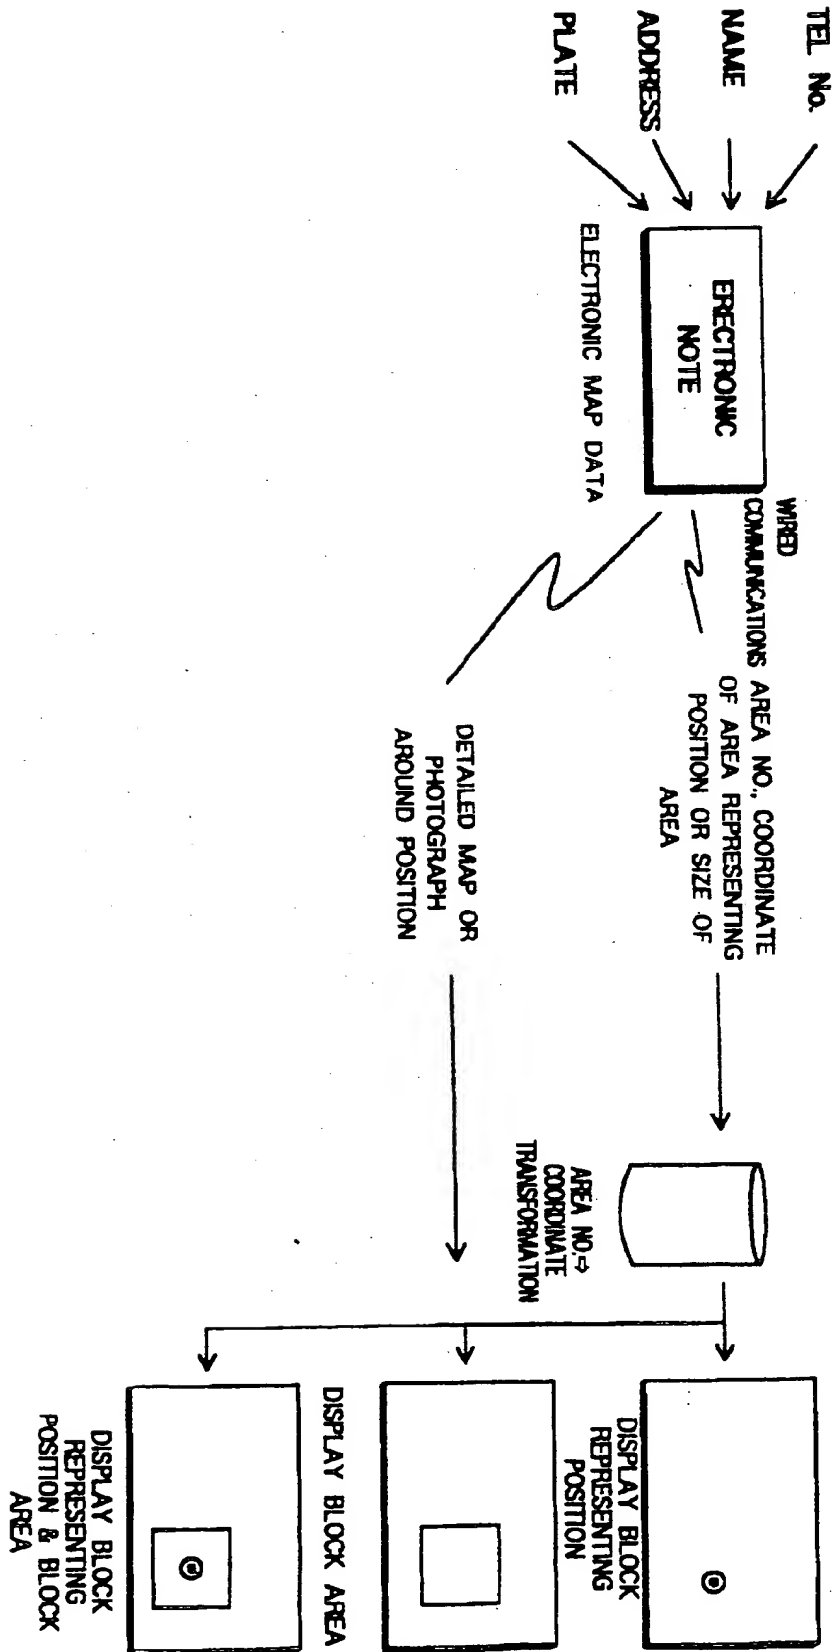 TEL No.
NAME
ADDRESS
PLATE
ERECTRONIC
NOTE
ELECTRONIC MAP DATA
WIRED
COMMUNICATIONS
AREA NO., COORDINATE
OF AREA REPRESENTING
POSITION OR SIZE OF
AREA
DETAILED MAP OR
PHOTOGRAPH
AROUND POSITION
AREA NO.⇨
COORDINATE
TRANSFORMATION
DISPLAY BLOCK
REPRESENTING
POSITION
DISPLAY BLOCK AREA
DISPLAY BLOCK
REPRESENTING
POSITION & BLOCK
AREA